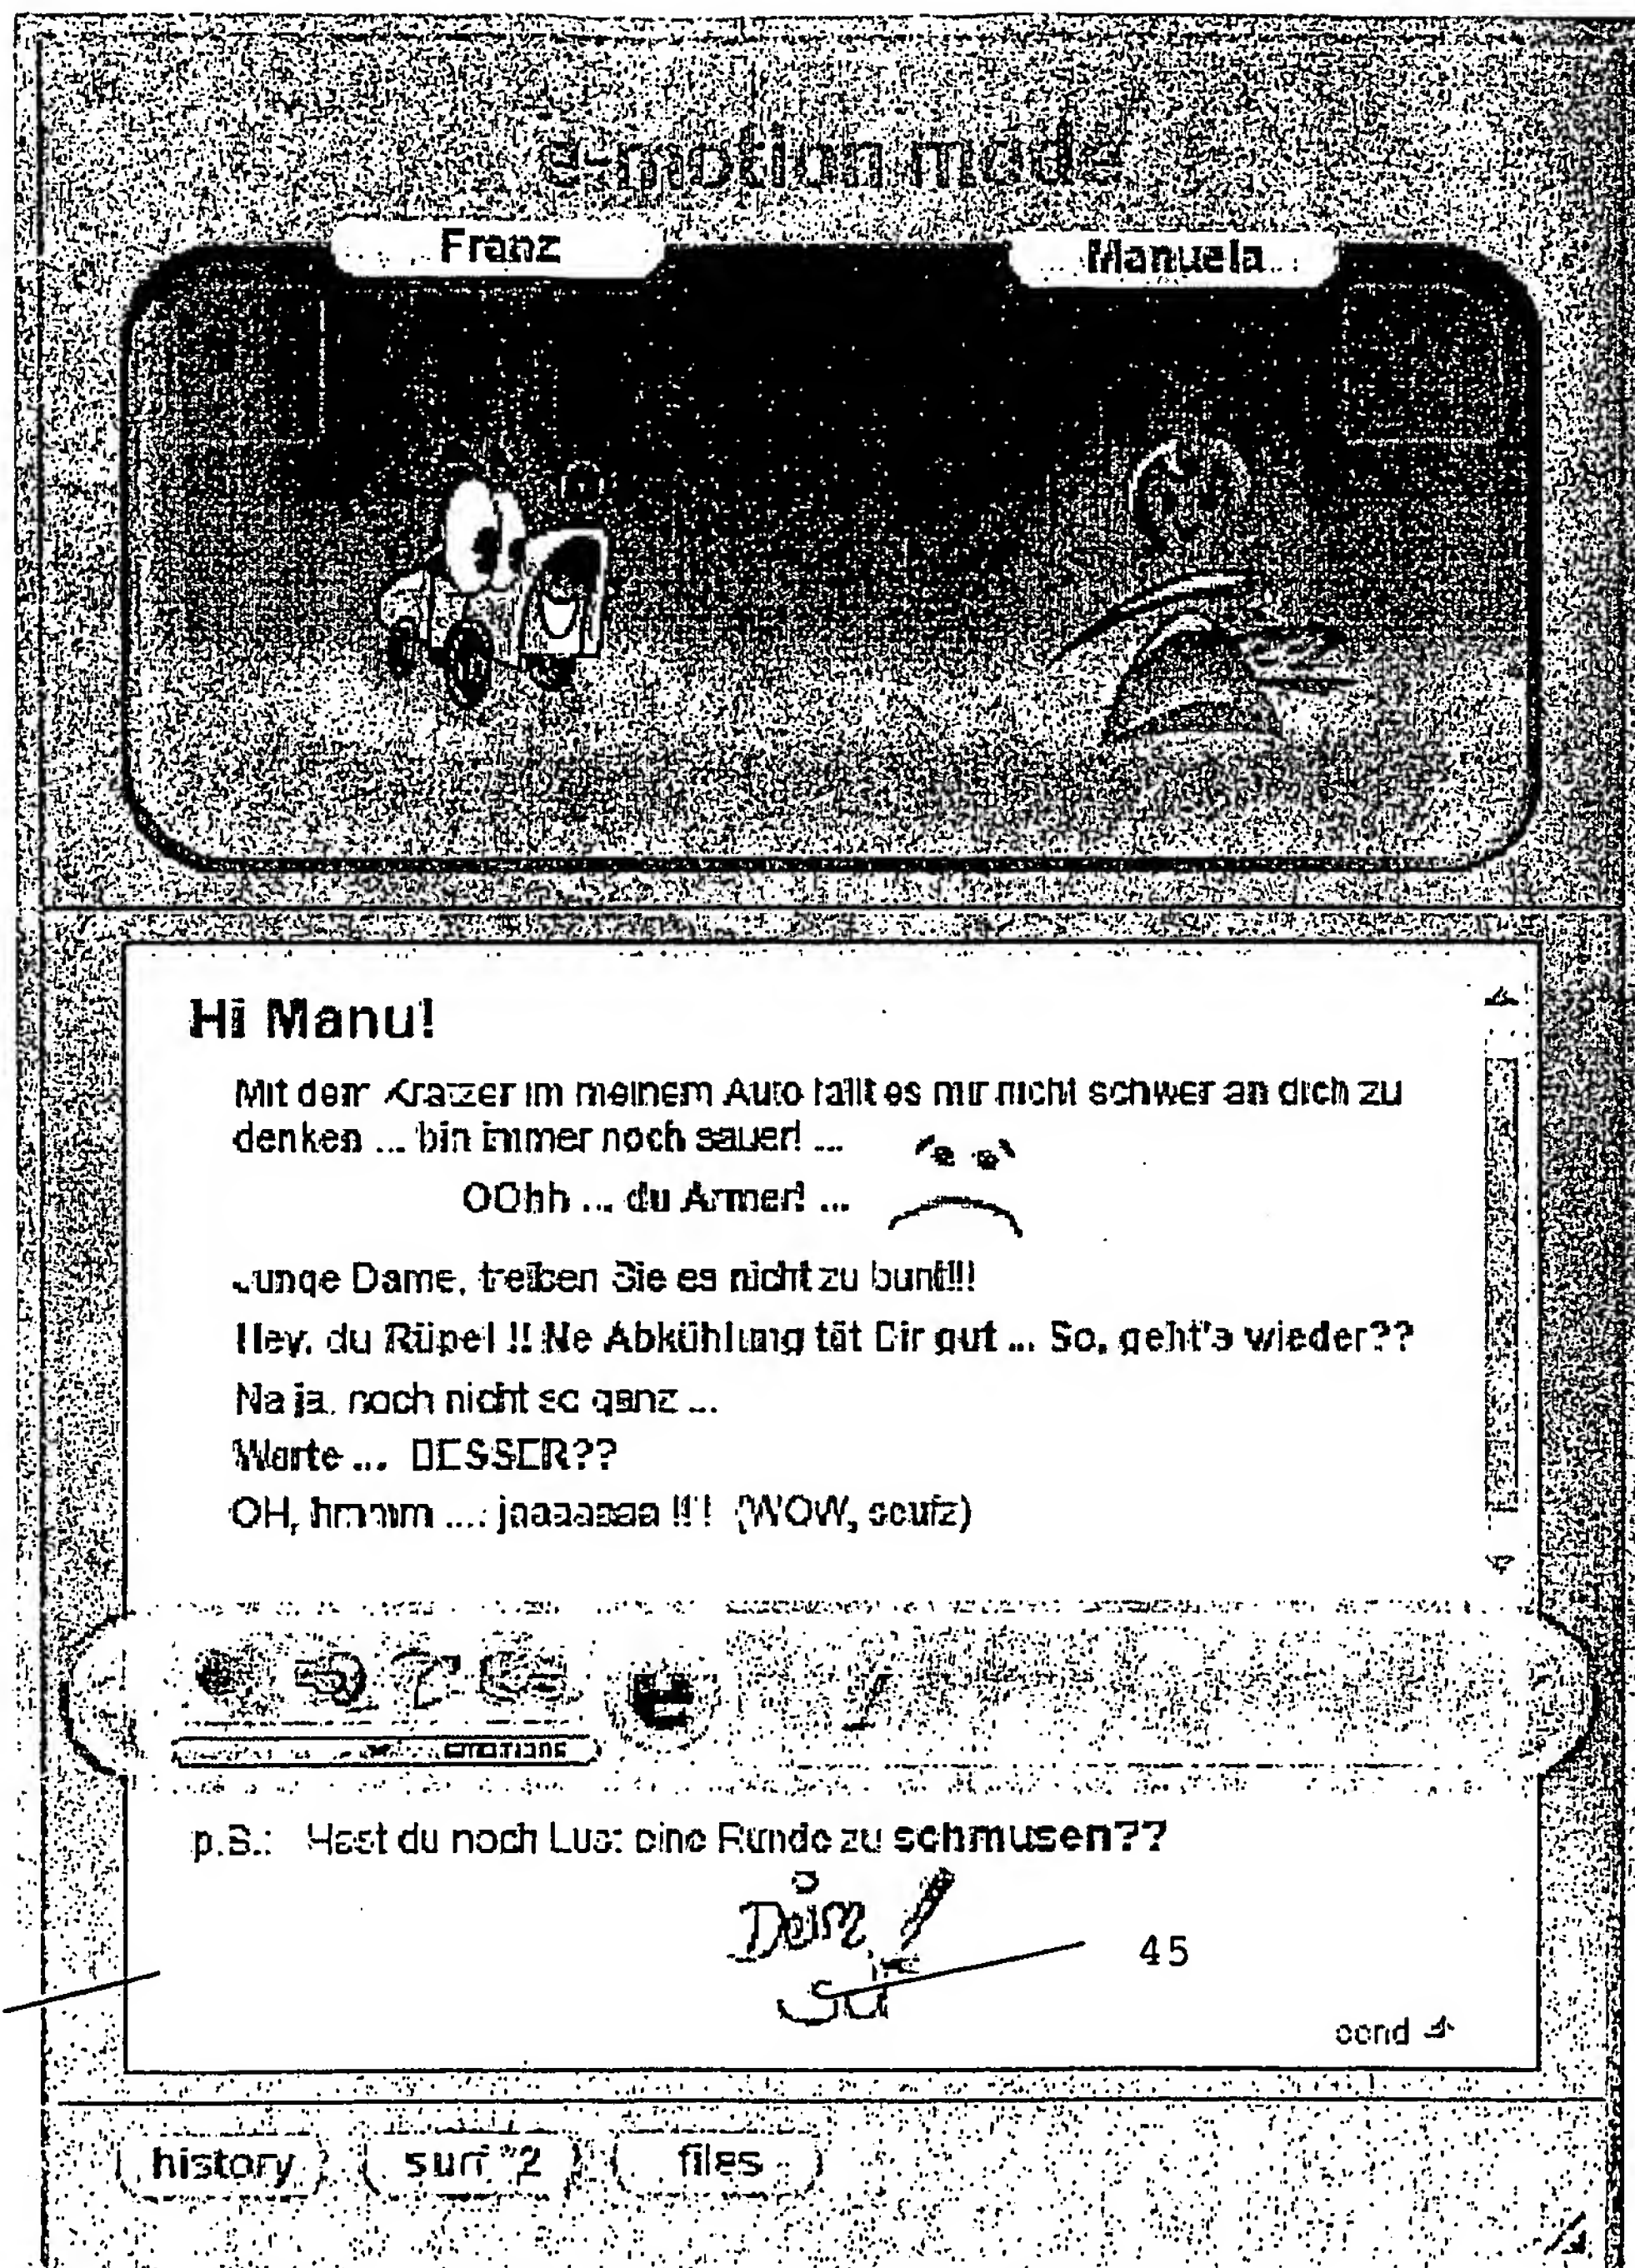 e-motion mode
Franz
Manuela
Hi Manu!
Mit dem Kratzer im meinem Auto fällt es mir nicht schwer an dich zu
denken ... bin immer noch sauer! ...
OOhh ... du Armer! ...
Junge Dame, treiben Sie es nicht zu bunt!!!
Hey, du Rüpel !! Ne Abkühlung tät Dir gut ... So, geht's wieder??
Na ja, noch nicht so ganz ...
Warte ... BESSER??
OH, hmmm .... jaaaaaaa !!!! (WOW, seufz)
e
emotions
p.S.: Hast du noch Lust eine Runde zu schmusen??
Dein
45
send
history
surf *2
files